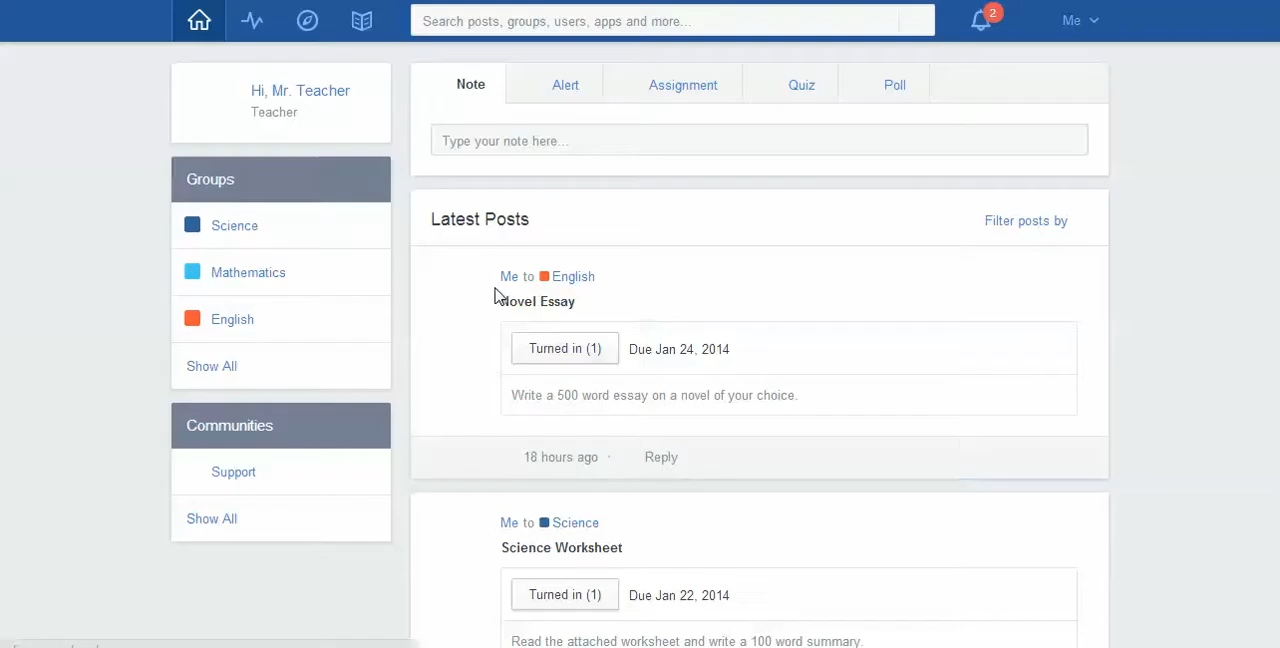 Search posts, groups, users, apps and more...
2
Me
Hi, Mr. Teacher
Teacher
Groups
Science
Mathematics
English
Show All
Communities
Support
Show All
Note
Alert
Assignment
Quiz
Poll
Type your note here...
Latest Posts
Filter posts by
Me to English
Novel Essay
Turned in (1)
Due Jan 24, 2014
Write a 500 word essay on a novel of your choice.
18 hours ago ·
Reply
Me to Science
Science Worksheet
Turned in (1)
Due Jan 22, 2014
Read the attached worksheet and write a 100 word summary.